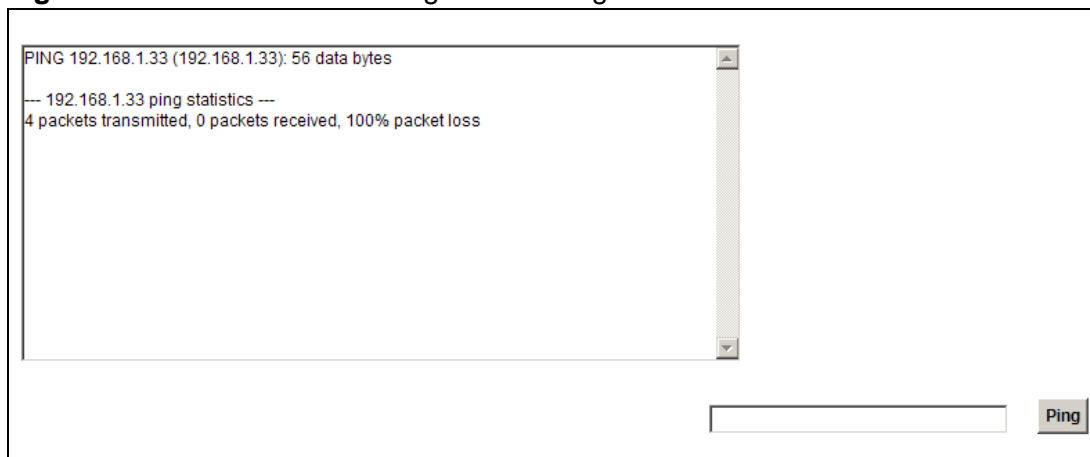 PING 192.168.1.33 (192.168.1.33): 56 data bytes
--- 192.168.1.33 ping statistics ---
4 packets transmitted, 0 packets received, 100% packet loss
Ping